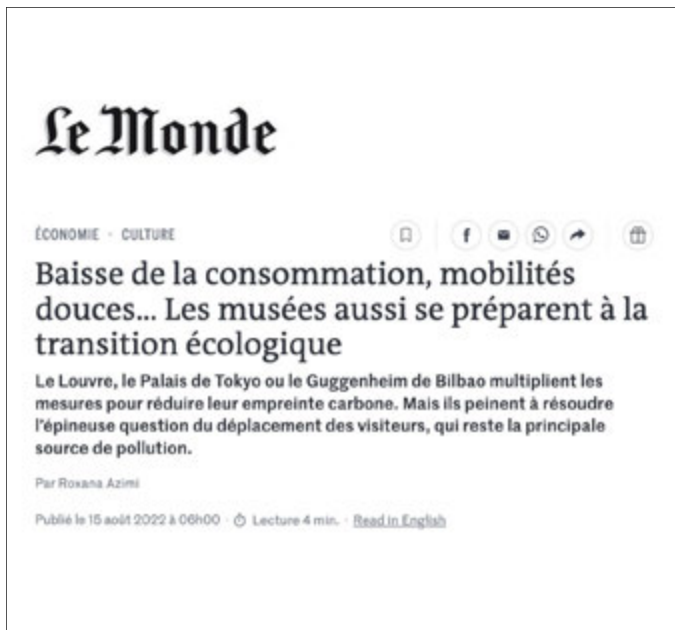 Le Monde
ÉCONOMIE · CULTURE
Baisse de la consommation, mobilités
douces... Les musées aussi se préparent à la
transition écologique
Le Louvre, le Palais de Tokyo ou le Guggenheim de Bilbao multiplient les
mesures pour réduire leur empreinte carbone. Mais ils peinent à résoudre
l'épineuse question du déplacement des visiteurs, qui reste la principale
source de pollution.
Par Roxana Azimi
Publié le 15 août 2022 à 06h00 · Lecture 4 min. · Read in English